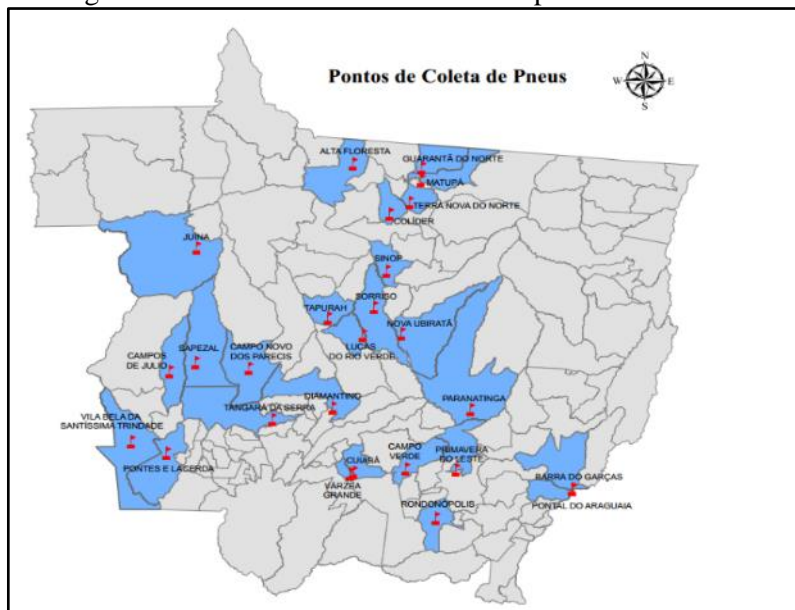 Pontos de Coleta de Pneus
N
W
E
S
ALTA FLORESTA
GUARANTÃ DO NORTE
MATUPÁ
TERRA NOVA DO NORTE
COLÍDER
JUÍNA
SINOP
SORRISO
TAPURAH
NOVA UBIRATÃ
LUCAS
DO RIO VERDE
SAPEZAL
CAMPO NOVO
DOS PARECIS
CAMPOS
DE JULIO
DIAMANTINO
PARANATINGA
TANGARÁ DA SERRA
VILA BELA DA
SANTÍSSIMA TRINDADE
PONTES E LACERDA
CUIABÁ
CAMPO
VERDE
PRIMAVERA
DO LESTE
VÁRZEA
GRANDE
BARRA DO GARÇAS
RONDONÓPOLIS
PONTAL DO ARAGUAIA